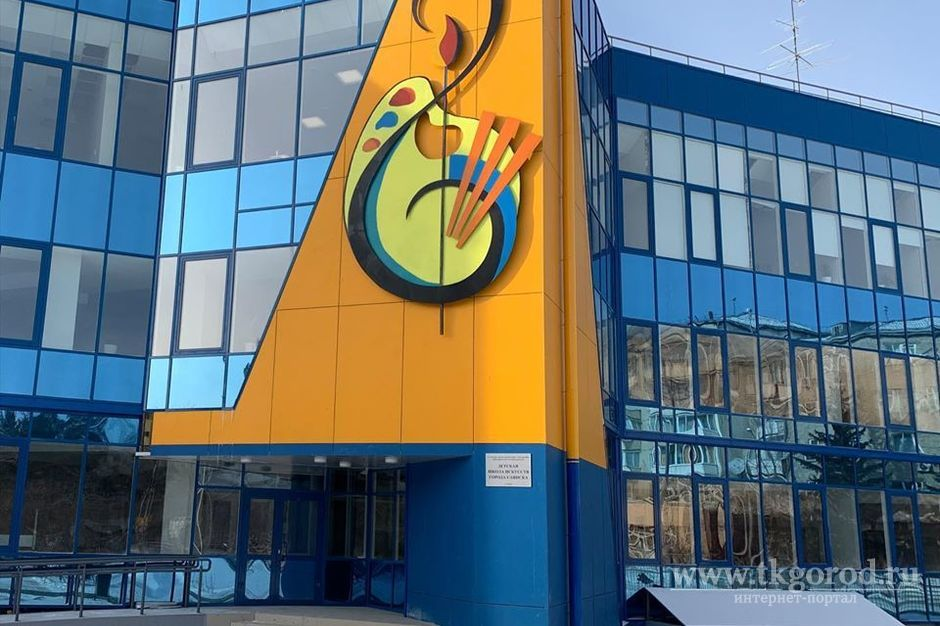 ДЕТСКАЯ
ШКОЛА ИСКУССТВ
ГОРОДА САЯНСКА
www.tkgorod.ru
интернет-портал